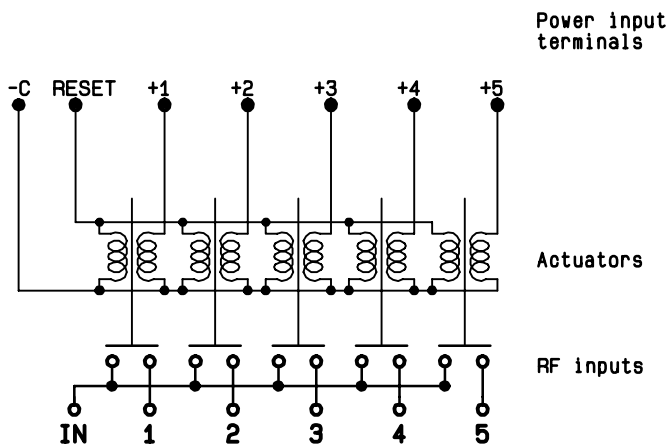 Power input
terminals
-C RESET +1 +2 +3 +4 +5
Actuators
RF inputs
IN 1 2 3 4 5